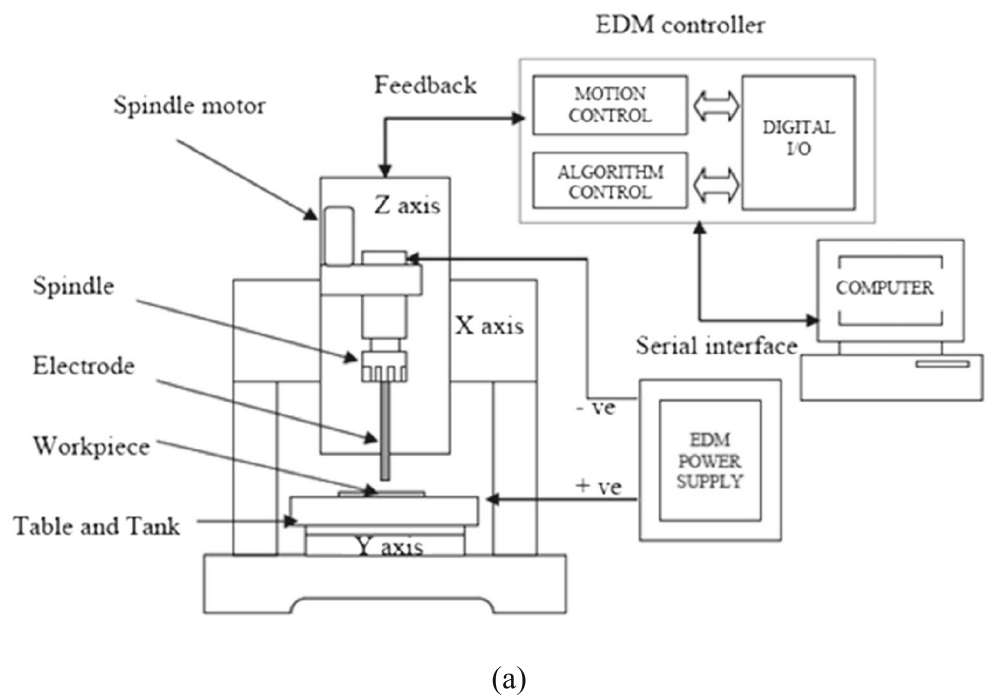 EDM controller
Feedback
MOTION
CONTROL
DIGITAL
I/O
ALGORITHM
CONTROL
Spindle motor
Z axis
Spindle
X axis
COMPUTER
Serial interface
Electrode
- ve
Workpiece
EDM
POWER
SUPPLY
+ ve
Table and Tank
Y axis
(a)